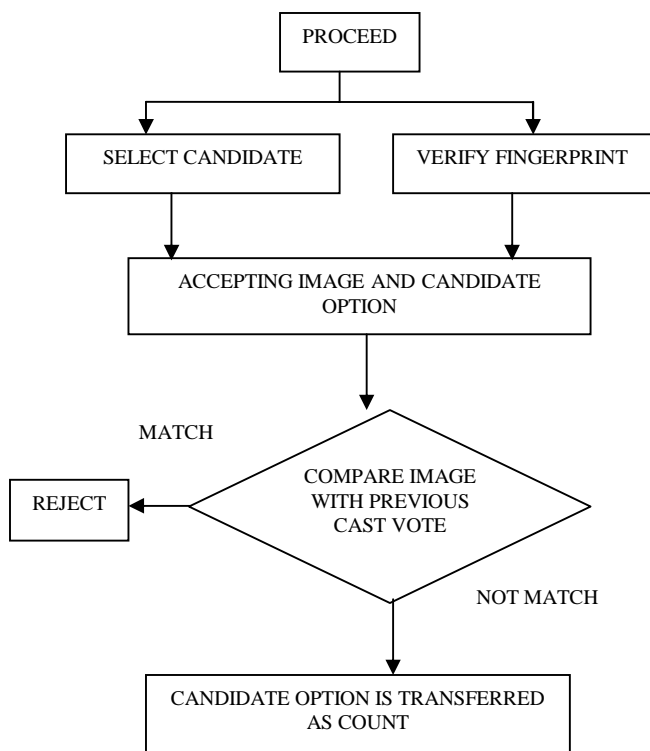 PROCEED
SELECT CANDIDATE
VERIFY FINGERPRINT
ACCEPTING IMAGE AND CANDIDATE
OPTION
MATCH
COMPARE IMAGE
WITH PREVIOUS
CAST VOTE
REJECT
NOT MATCH
CANDIDATE OPTION IS TRANSFERRED
AS COUNT